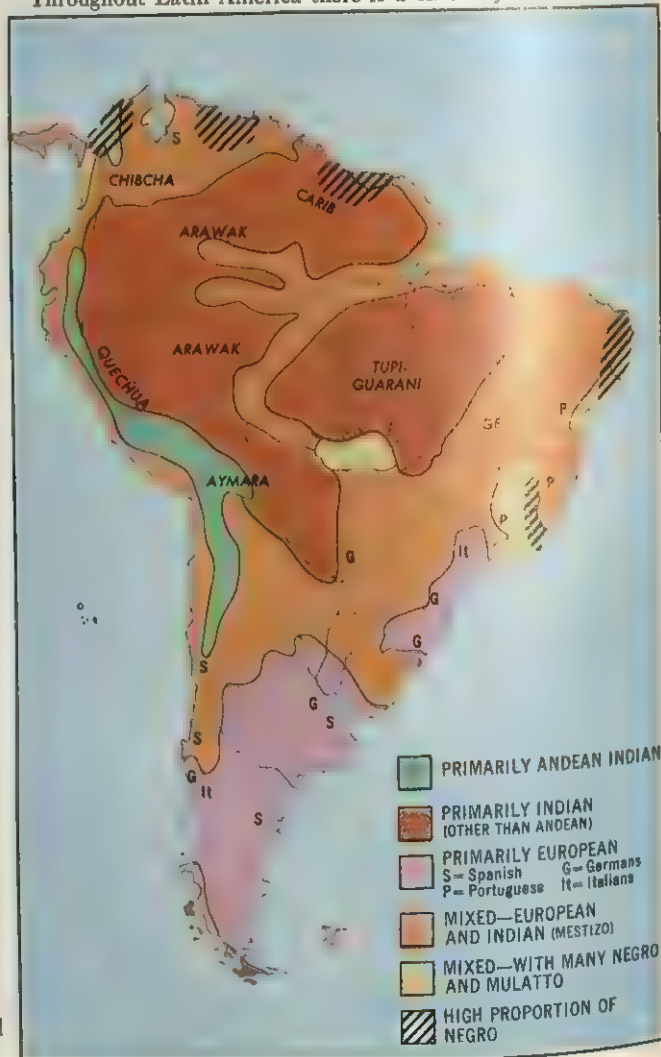 Throughout Latin America there is a
S
CHIBCHA
CARIB
ARAWAK
ARAWAK
TUPI-
GUARANI
QUECHUA
P
P
AYMARA
P
G
It
G
G
S
G
S
S
G It
S
PRIMARILY ANDEAN INDIAN
PRIMARILY INDIAN
(OTHER THAN ANDEAN)
PRIMARILY EUROPEAN
S= Spanish G= Germans
P= Portuguese It= Italians
MIXED—EUROPEAN
AND INDIAN (MESTIZO)
MIXED—WITH MANY NEGRO
AND MULATTO
HIGH PROPORTION OF
NEGRO